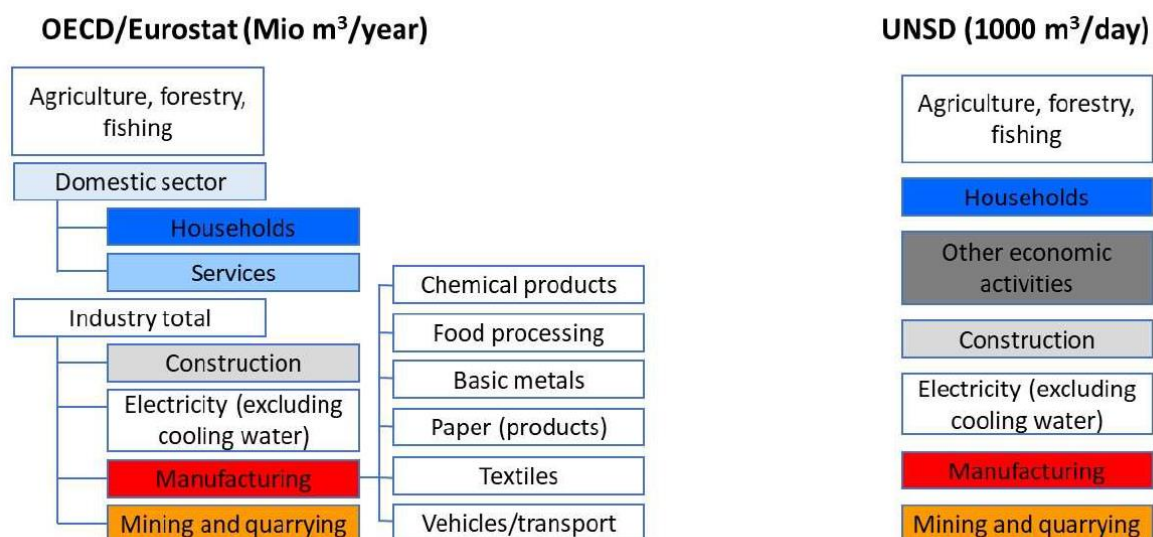 OECD/Eurostat (Mio m³/year)
Agriculture, forestry,
fishing
Domestic sector
Households
Services
Industry total
Construction
Electricity (excluding
cooling water)
Manufacturing
Mining and quarrying
Chemical products
Food processing
Basic metals
Paper (products)
Textiles
Vehicles/transport
UNSD (1000 m³/day)
Agriculture, forestry,
fishing
Households
Other economic
activities
Construction
Electricity (excluding
cooling water)
Manufacturing
Mining and quarrying